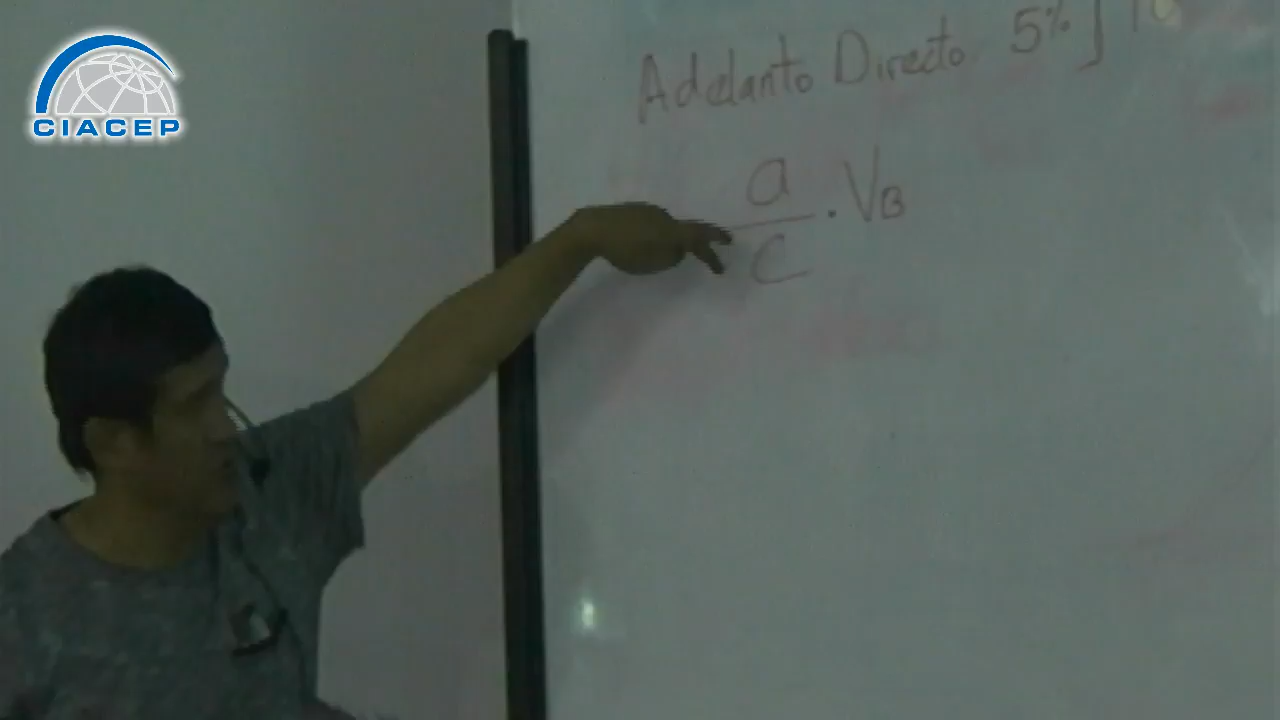 CIACEP
Adelanto Directo 5%]
a
— . VB
c